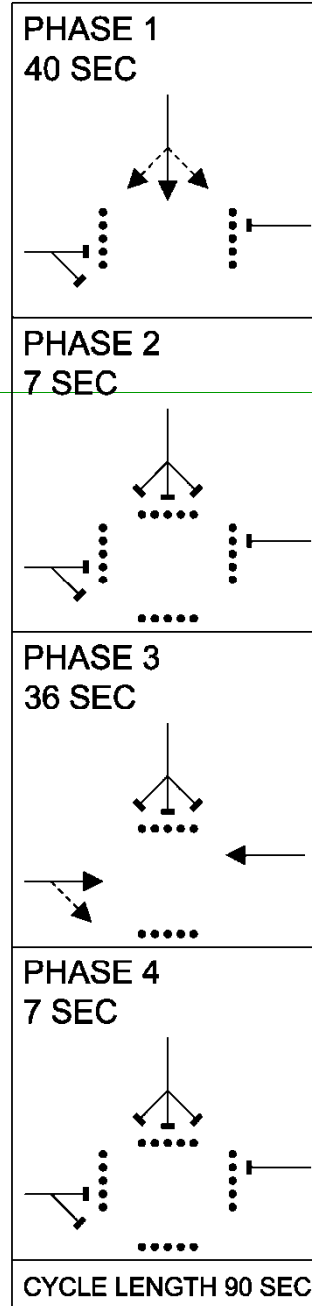 PHASE 1
40 SEC
PHASE 2
7 SEC
PHASE 3
36 SEC
PHASE 4
7 SEC
CYCLE LENGTH 90 SEC